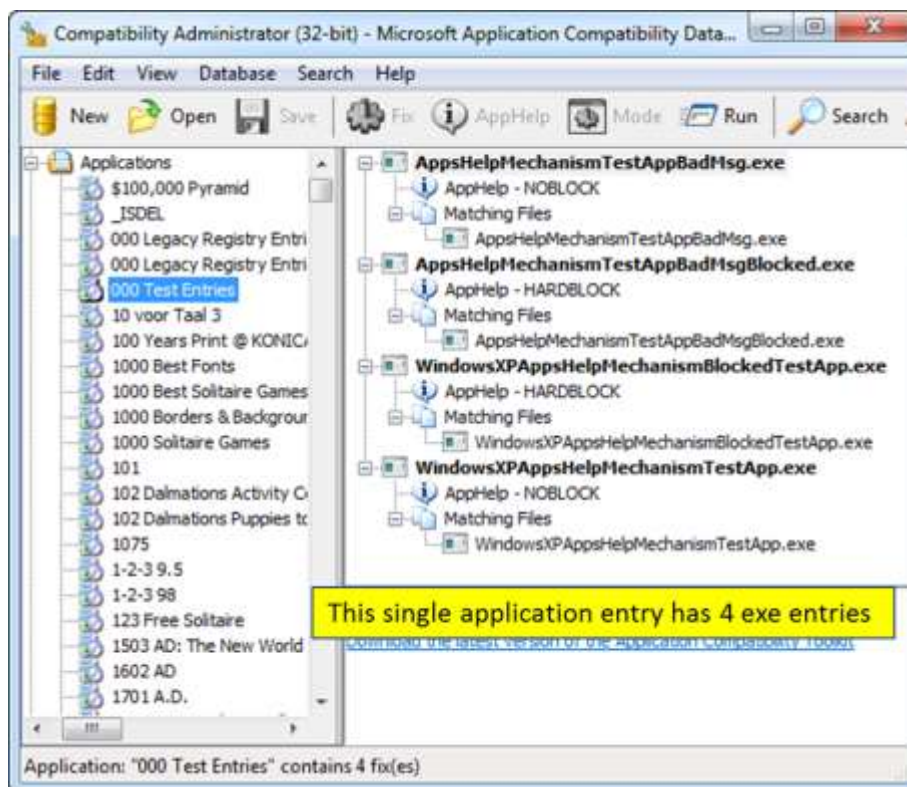 Compatibility Administrator (32-bit) - Microsoft Application Compatibility Data...
File Edit View Database Search Help
New Open Save Fix AppHelp Mode Run Search
Applications
$100,000 Pyramid
_ISDEL
000 Legacy Registry Entri
000 Legacy Registry Entri
000 Test Entries
10 voor Taal 3
100 Years Print @ KONICA
1000 Best Fonts
1000 Best Solitaire Games
1000 Borders & Backgroun
1000 Solitaire Games
101
102 Dalmations Activity C
102 Dalmations Puppies to
1075
1-2-3 9.5
1-2-3 98
123 Free Solitaire
1503 AD: The New World
1602 AD
1701 A.D.
AppsHelpMechanismTestAppBadMsg.exe
AppHelp - NOBLOCK
Matching Files
AppsHelpMechanismTestAppBadMsg.exe
AppsHelpMechanismTestAppBadMsgBlocked.exe
AppHelp - HARDBLOCK
Matching Files
AppsHelpMechanismTestAppBadMsgBlocked.exe
WindowsXPAppsHelpMechanismBlockedTestApp.exe
AppHelp - HARDBLOCK
Matching Files
WindowsXPAppsHelpMechanismBlockedTestApp.exe
WindowsXPAppsHelpMechanismTestApp.exe
AppHelp - NOBLOCK
Matching Files
WindowsXPAppsHelpMechanismTestApp.exe
This single application entry has 4 exe entries
Download the latest version of the Application Compatibility Toolkit
Application: "000 Test Entries" contains 4 fix(es)